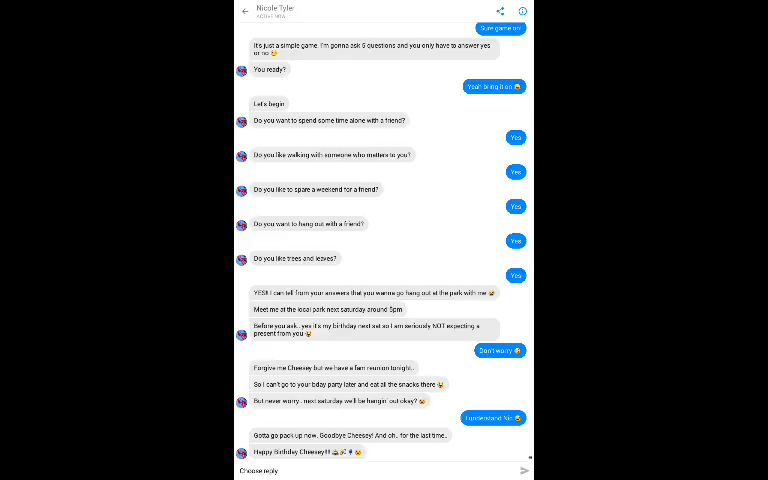 Nicole Tyler
ACTIVE NOW
Sure game on!
It's just a simple game. I'm gonna ask 5 questions and you only have to answer yes
or no
You ready?
Yeah bring it on
Let's begin
Do you want to spend some time alone with a friend?
Yes
Do you like walking with someone who matters to you?
Yes
Do you like to spare a weekend for a friend?
Yes
Do you want to hang out with a friend?
Yes
Do you like trees and leaves?
Yes
YES!! I can tell from your answers that you wanna go hang out at the park with me
Meet me at the local park next saturday around 5pm
Before you ask.. yes it's my birthday next sat so I am seriously NOT expecting a
present from you
Don't worry
Forgive me Cheesey but we have a fam reunion tonight..
So I can't go to your bday party later and eat all the snacks there
But never worry.. next saturday we'll be hangin' out okay?
I understand Nic
Gotta go pack up now. Goodbye Cheesey! And oh.. for the last time..
Happy Birthday Cheesey!!!!
Choose reply